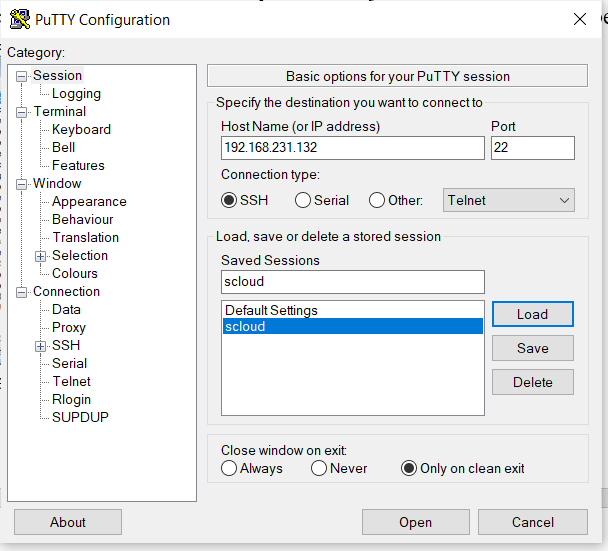 PuTTY Configuration
Category:
Session
Logging
Terminal
Keyboard
Bell
Features
Window
Appearance
Behaviour
Translation
Selection
Colours
Connection
Data
Proxy
SSH
Serial
Telnet
Rlogin
SUPDUP
Basic options for your PuTTY session
Specify the destination you want to connect to
Host Name (or IP address) Port
192.168.231.132 22
Connection type:
SSH Serial Other: Telnet
Load, save or delete a stored session
Saved Sessions
scloud
Default Settings
scloud
Load
Save
Delete
Close window on exit:
Always Never Only on clean exit
About Open Cancel